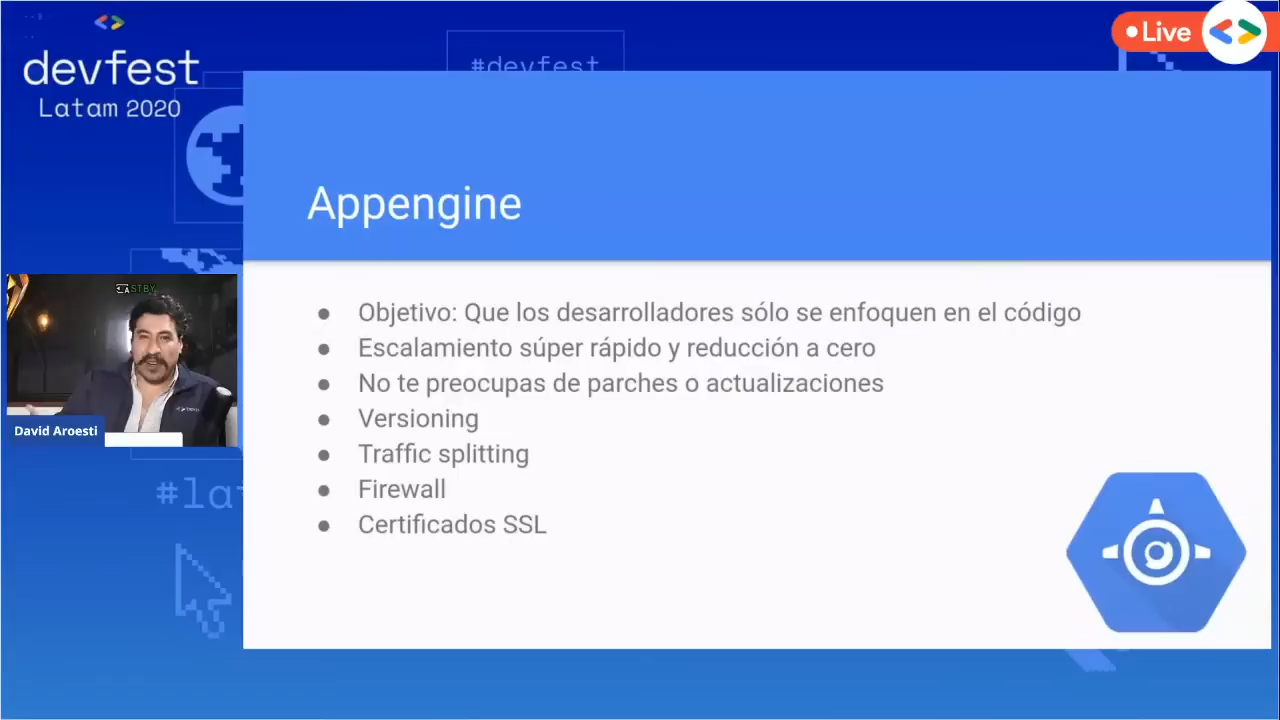 devfest
Latam 2020
#devfest
Live
Appengine
● Objetivo: Que los desarrolladores sólo se enfoquen en el código
● Escalamiento súper rápido y reducción a cero
● No te preocupas de parches o actualizaciones
● Versioning
● Traffic splitting
● Firewall
● Certificados SSL
STBY
David Aroesti
#la